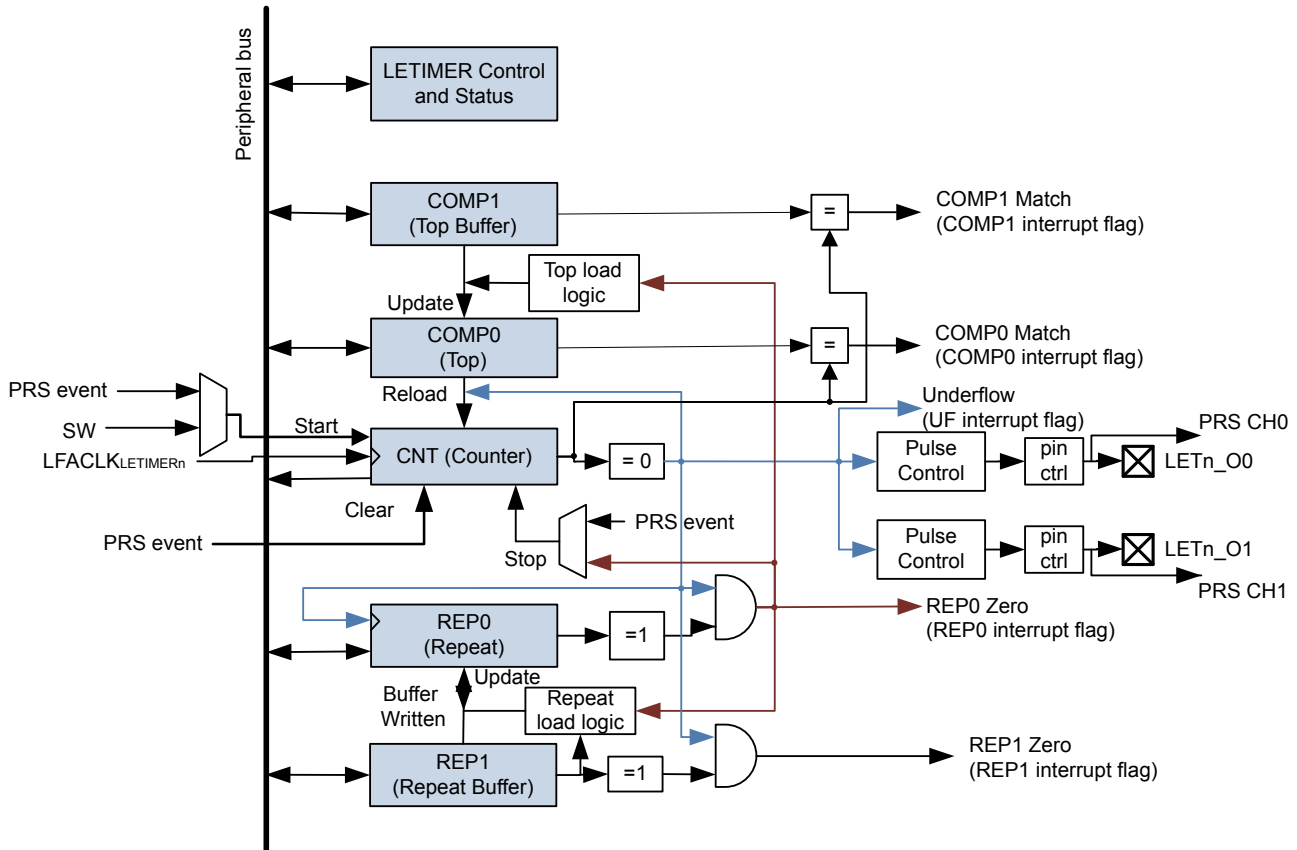 Peripheral bus
LETIMER Control
and Status
COMP1
(Top Buffer)
=
COMP1 Match
(COMP1 interrupt flag)
Top load
logic
Update
COMP0
(Top)
=
COMP0 Match
(COMP0 interrupt flag)
PRS event
SW
LFACLKLETIMERn
Start
Reload
CNT (Counter)
= 0
Underflow
(UF interrupt flag)
Pulse
Control
pin
ctrl
PRS CH0
LETn_O0
Clear
PRS event
Stop
PRS event
Pulse
Control
pin
ctrl
LETn_O1
PRS CH1
REP0
(Repeat)
=1
REP0 Zero
(REP0 interrupt flag)
Update
Buffer
Written
Repeat
load logic
REP1
(Repeat Buffer)
=1
REP1 Zero
(REP1 interrupt flag)